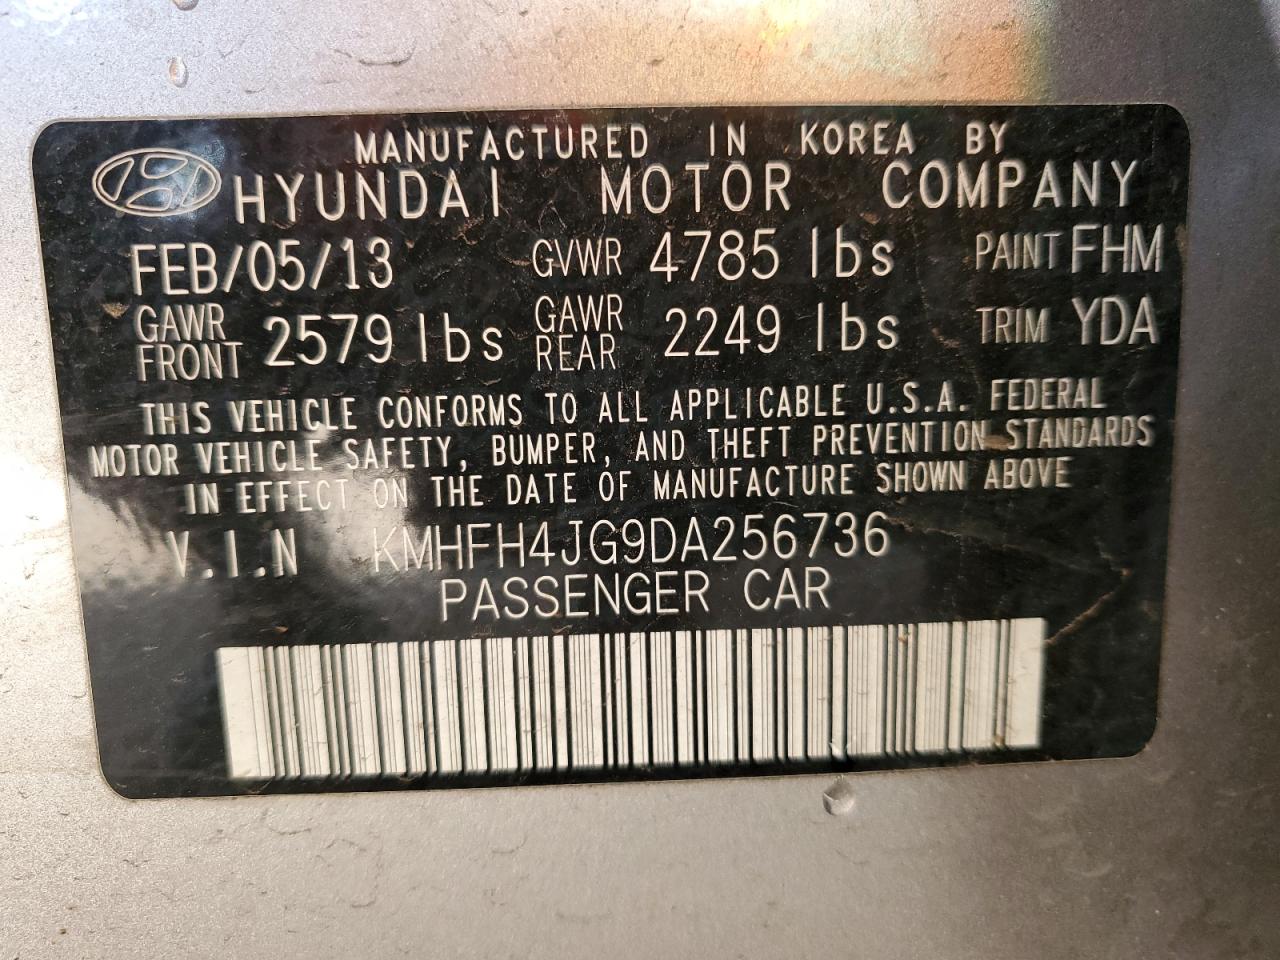 MANUFACTURED IN KOREA BY
HYUNDAI MOTOR COMPANY
FEB/05/13 GVWR 4785 lbs PAINT FHM
GAWR FRONT 2579 lbs GAWR REAR 2249 lbs TRIM YDA
THIS VEHICLE CONFORMS TO ALL APPLICABLE U.S.A. FEDERAL
MOTOR VEHICLE SAFETY, BUMPER, AND THEFT PREVENTION STANDARDS
IN EFFECT ON THE DATE OF MANUFACTURE SHOWN ABOVE
V.I.N KMHFH4JG9DA256736
PASSENGER CAR